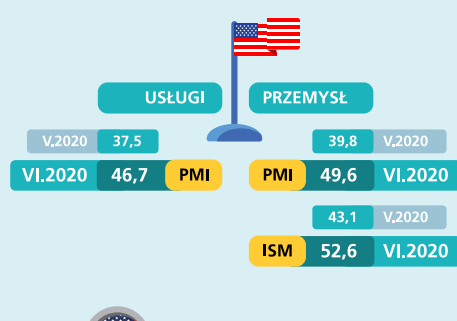 USŁUGI PRZEMYSŁ
V.2020 37,5 39,8 V.2020
VI.2020 46,7 PMI PMI 49,6 VI.2020
43,1 V.2020
ISM 52,6 VI.2020